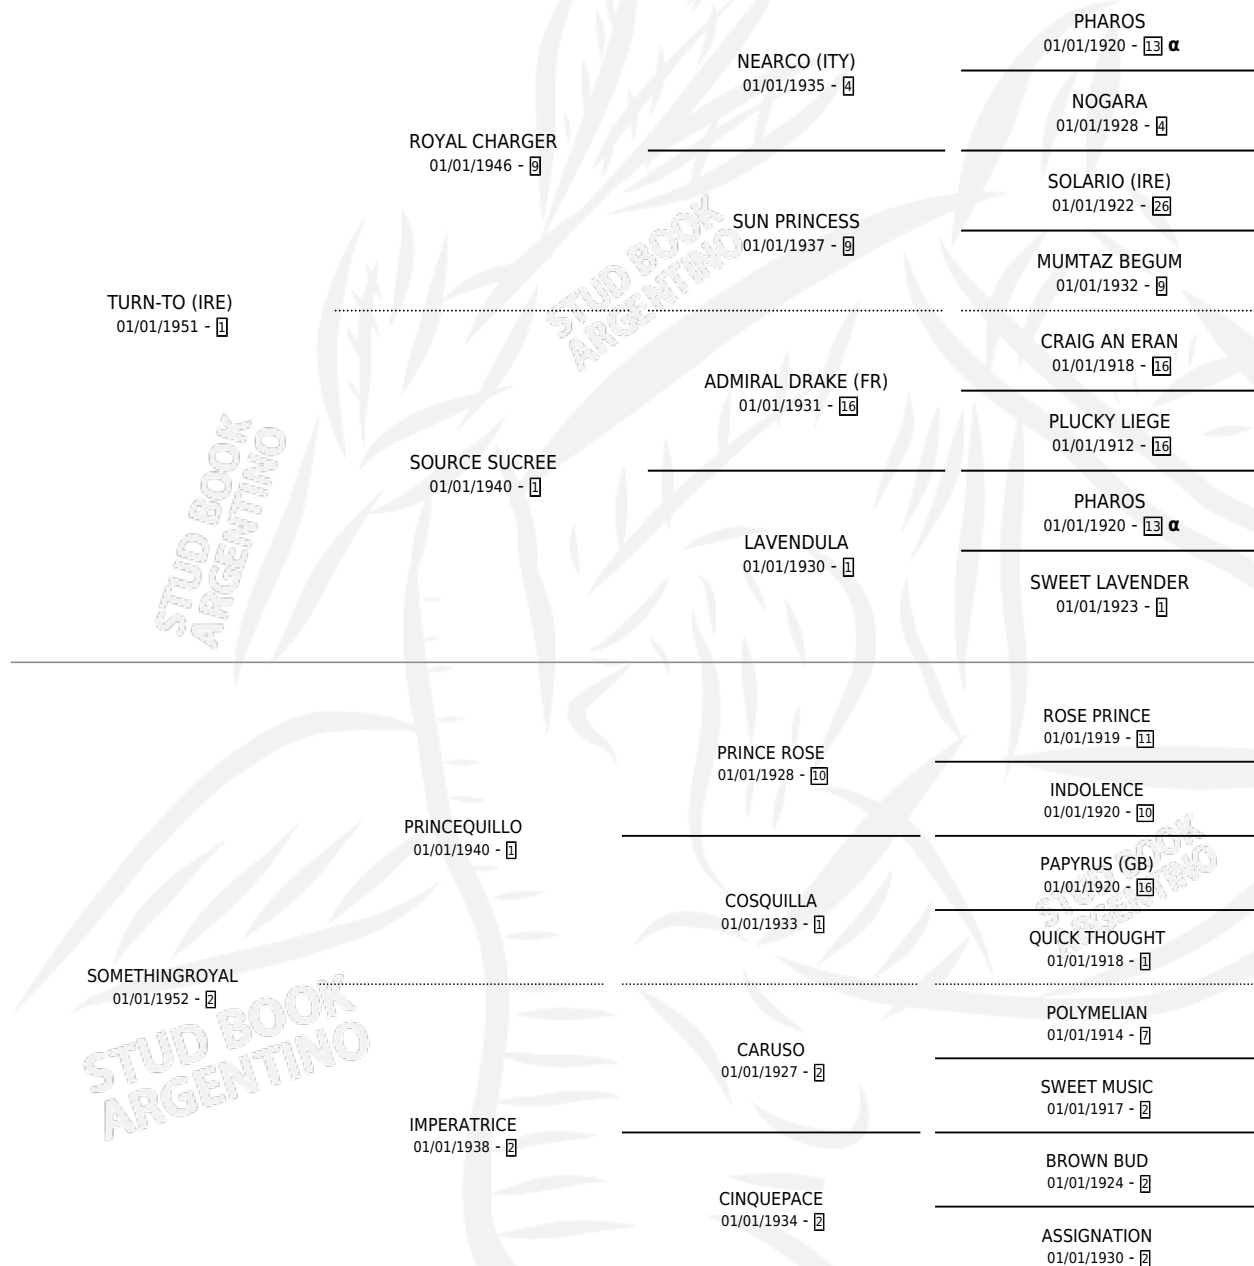 PHAROS
01/01/1920 - 13 α
NEARCO (ITY)
01/01/1935 - 4
NOGARA
01/01/1928 - 4
ROYAL CHARGER
01/01/1946 - 9
SOLARIO (IRE)
01/01/1922 - 26
SUN PRINCESS
01/01/1937 - 9
MUMTAZ BEGUM
01/01/1932 - 9
TURN-TO (IRE)
01/01/1951 - 1
CRAIG AN ERAN
01/01/1918 - 16
ADMIRAL DRAKE (FR)
01/01/1931 - 16
PLUCKY LIEGE
01/01/1912 - 16
SOURCE SUCREE
01/01/1940 - 1
PHAROS
01/01/1920 - 13 α
LAVENDULA
01/01/1930 - 1
SWEET LAVENDER
01/01/1923 - 1
ROSE PRINCE
01/01/1919 - 11
PRINCE ROSE
01/01/1928 - 10
INDOLENCE
01/01/1920 - 10
PRINCEQUILLO
01/01/1940 - 1
PAPYRUS (GB)
01/01/1920 - 16
COSQUILLA
01/01/1933 - 1
QUICK THOUGHT
01/01/1918 - 1
SOMETHINGROYAL
01/01/1952 - 2
POLYMELIAN
01/01/1914 - 7
CARUSO
01/01/1927 - 2
SWEET MUSIC
01/01/1917 - 2
IMPERATRICE
01/01/1938 - 2
BROWN BUD
01/01/1924 - 2
CINQUEPACE
01/01/1934 - 2
ASSIGNATION
01/01/1930 - 2
STUD BOOK
ARGENTINO
STUD BOOK
ARGENTINO
STUD BOOK
ARGENTINO
STUD BOOK
ARGENTINO